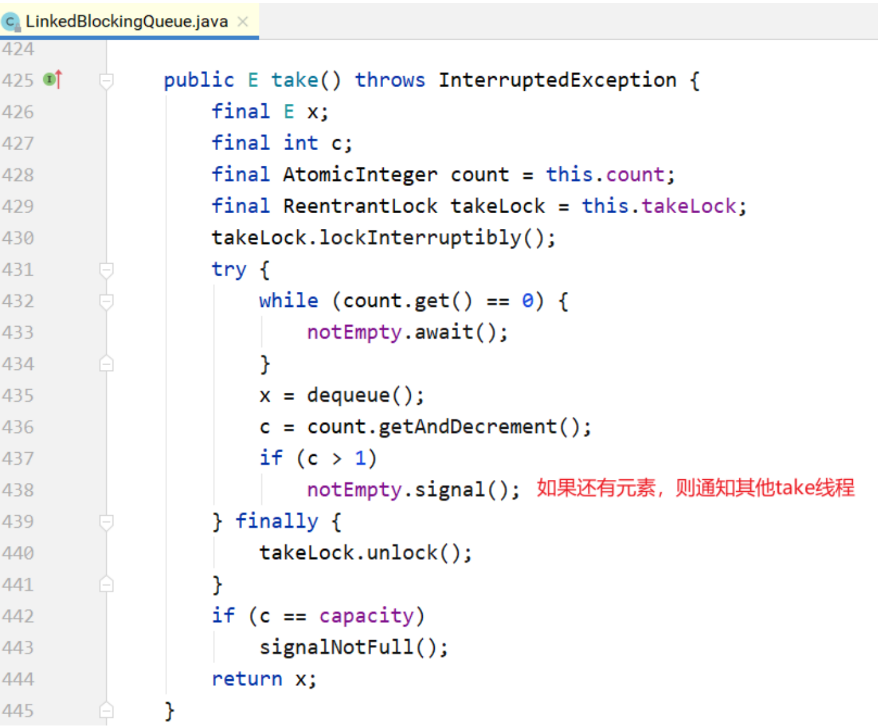 LinkedBlockingQueue.java
424
425 public E take() throws InterruptedException {
426 final E x;
427 final int c;
428 final AtomicInteger count = this.count;
429 final ReentrantLock takeLock = this.takeLock;
430 takeLock.lockInterruptibly();
431 try {
432 while (count.get() == 0) {
433 notEmpty.await();
434 }
435 x = dequeue();
436 c = count.getAndDecrement();
437 if (c > 1)
438 notEmpty.signal(); 如果还有元素，则通知其他take线程
439 } finally {
440 takeLock.unlock();
441 }
442 if (c == capacity)
443 signalNotFull();
444 return x;
445 }